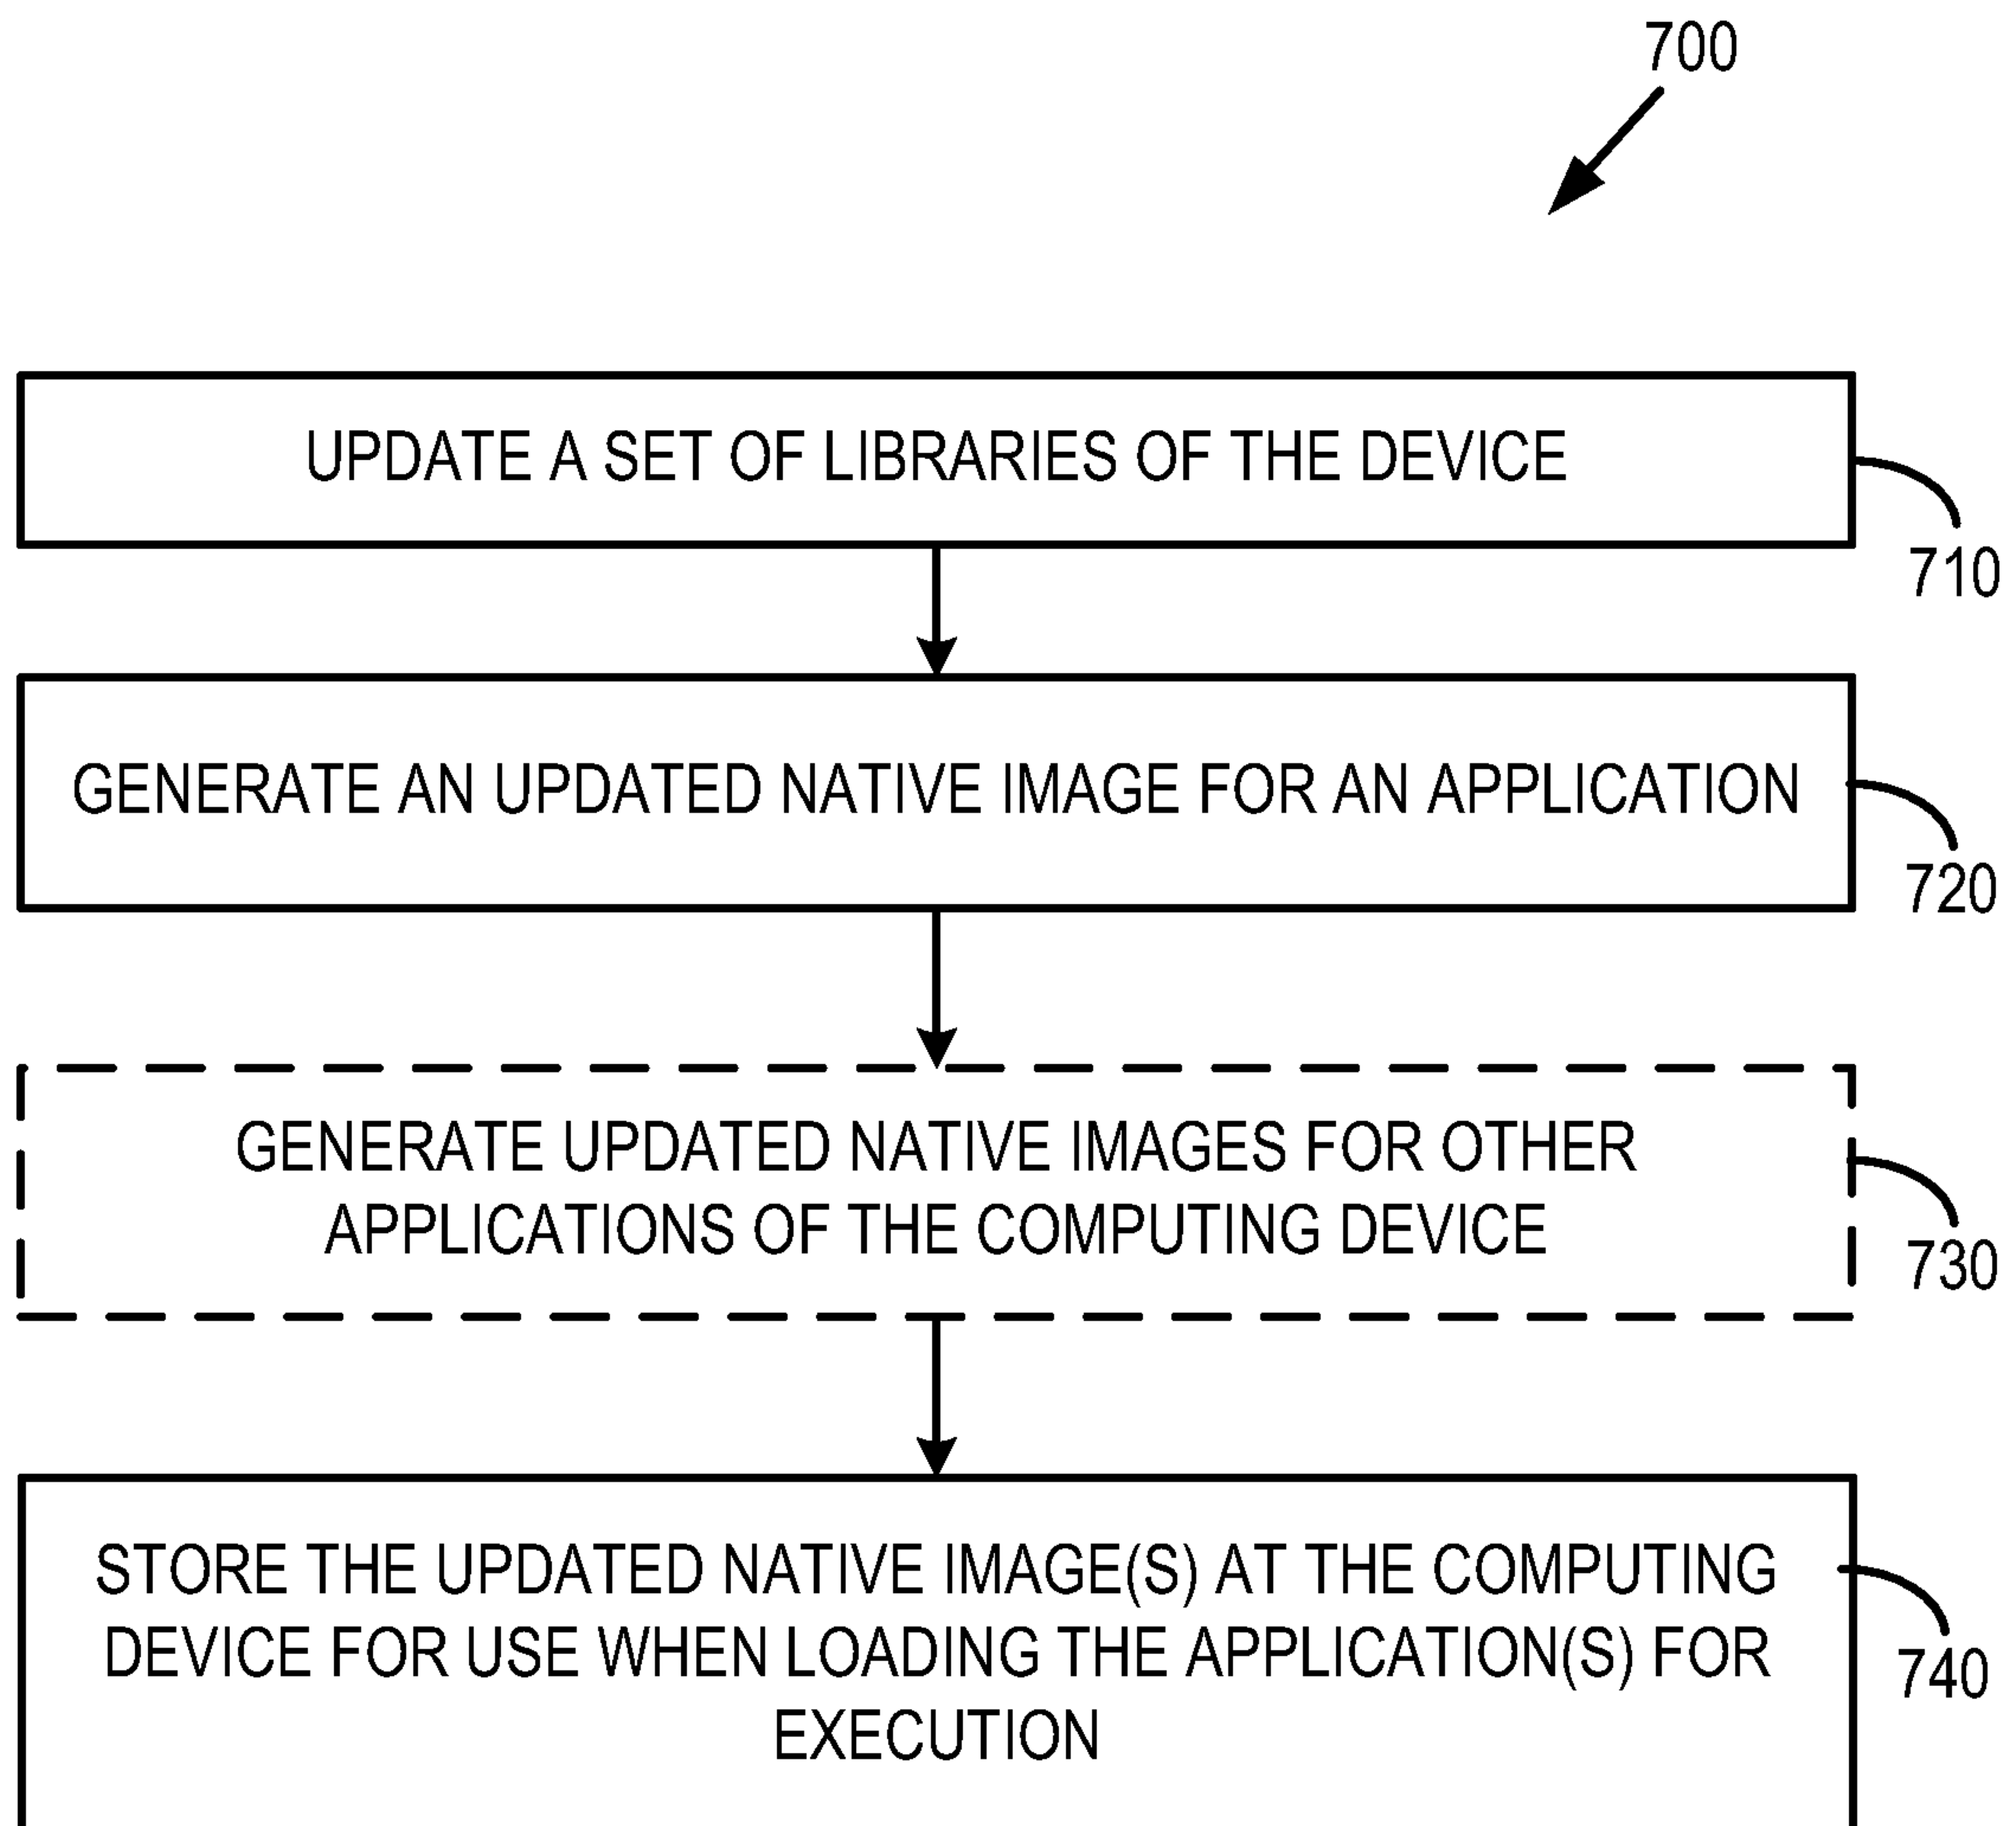 700
UPDATE A SET OF LIBRARIES OF THE DEVICE
710
GENERATE AN UPDATED NATIVE IMAGE FOR AN APPLICATION
720
GENERATE UPDATED NATIVE IMAGES FOR OTHER
APPLICATIONS OF THE COMPUTING DEVICE
730
STORE THE UPDATED NATIVE IMAGE(S) AT THE COMPUTING
DEVICE FOR USE WHEN LOADING THE APPLICATION(S) FOR
EXECUTION
740